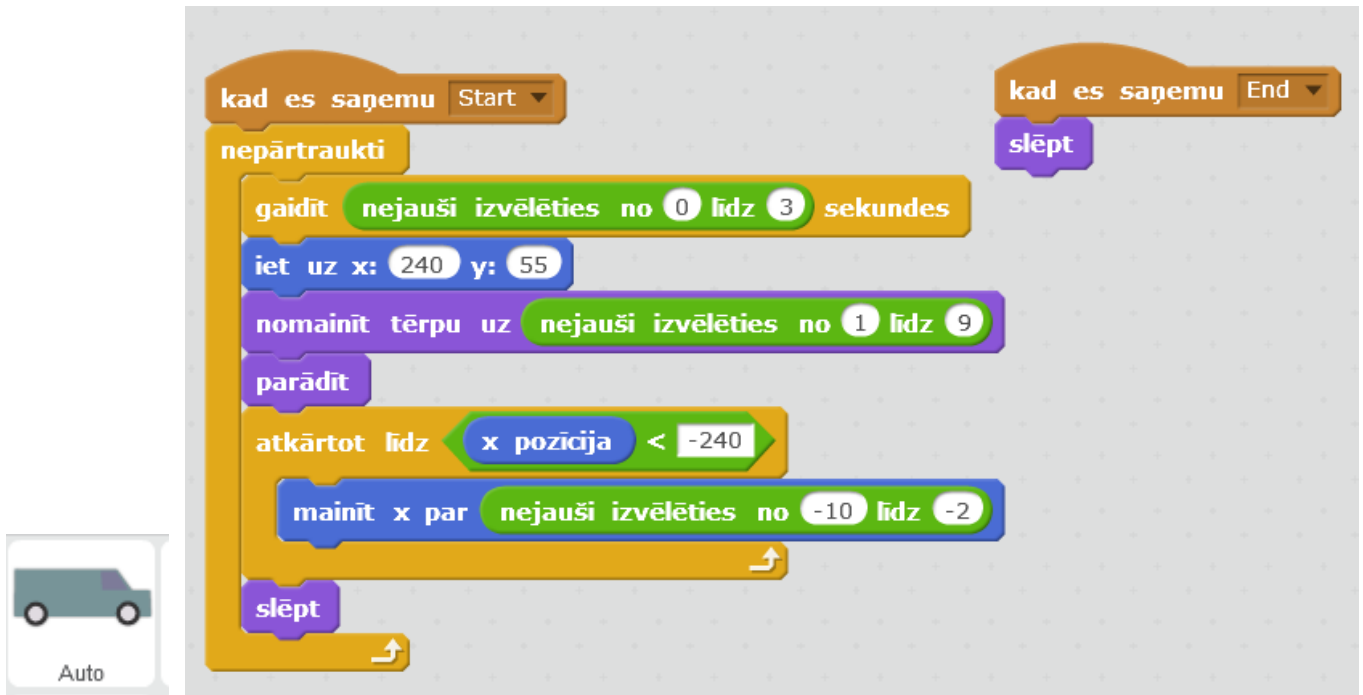 kad es saņemu Start
nepārtraukti
gaidīt nejauši izvēlēties no 0 līdz 3 sekundes
iet uz x: 240 y: 55
nomainīt tērpu uz nejauši izvēlēties no 1 līdz 9
parādīt
atkārtot līdz x pozīcija < -240
mainīt x par nejauši izvēlēties no -10 līdz -2
slēpt
kad es saņemu End
slēpt
Auto